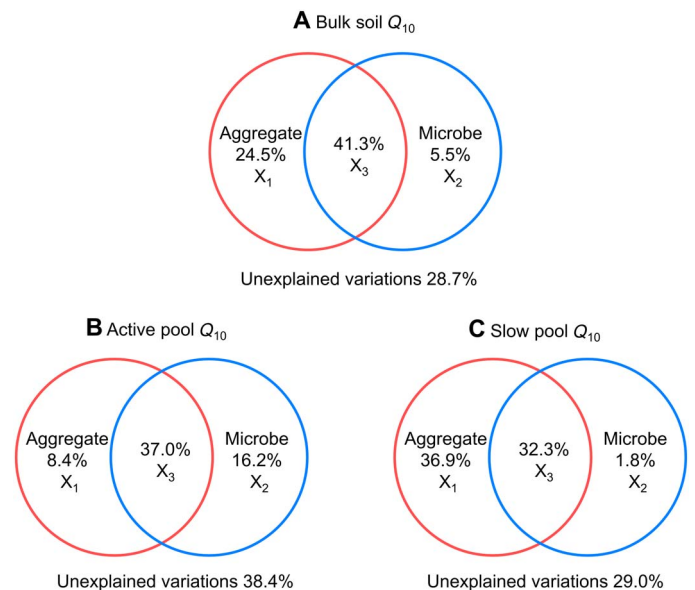 A Bulk soil Q10
Aggregate
24.5%
X1
41.3%
X3
Microbe
5.5%
X2
Unexplained variations 28.7%
B Active pool Q10
Aggregate
8.4%
X1
37.0%
X3
Microbe
16.2%
X2
Unexplained variations 38.4%
C Slow pool Q10
Aggregate
36.9%
X1
32.3%
X3
Microbe
1.8%
X2
Unexplained variations 29.0%